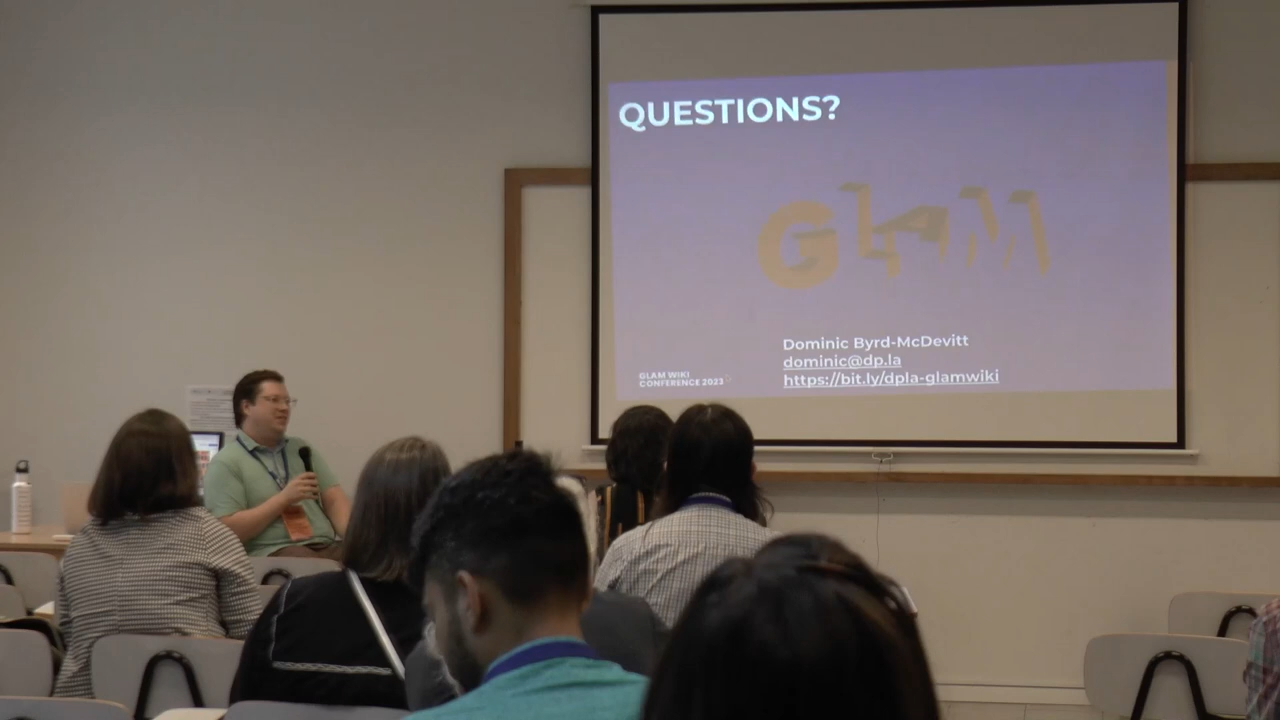 QUESTIONS?
GLAM
Dominic Byrd-McDevitt
dominic@dp.la
https://bit.ly/dpla-glamwiki
GLAM WIKI
CONFERENCE 2023